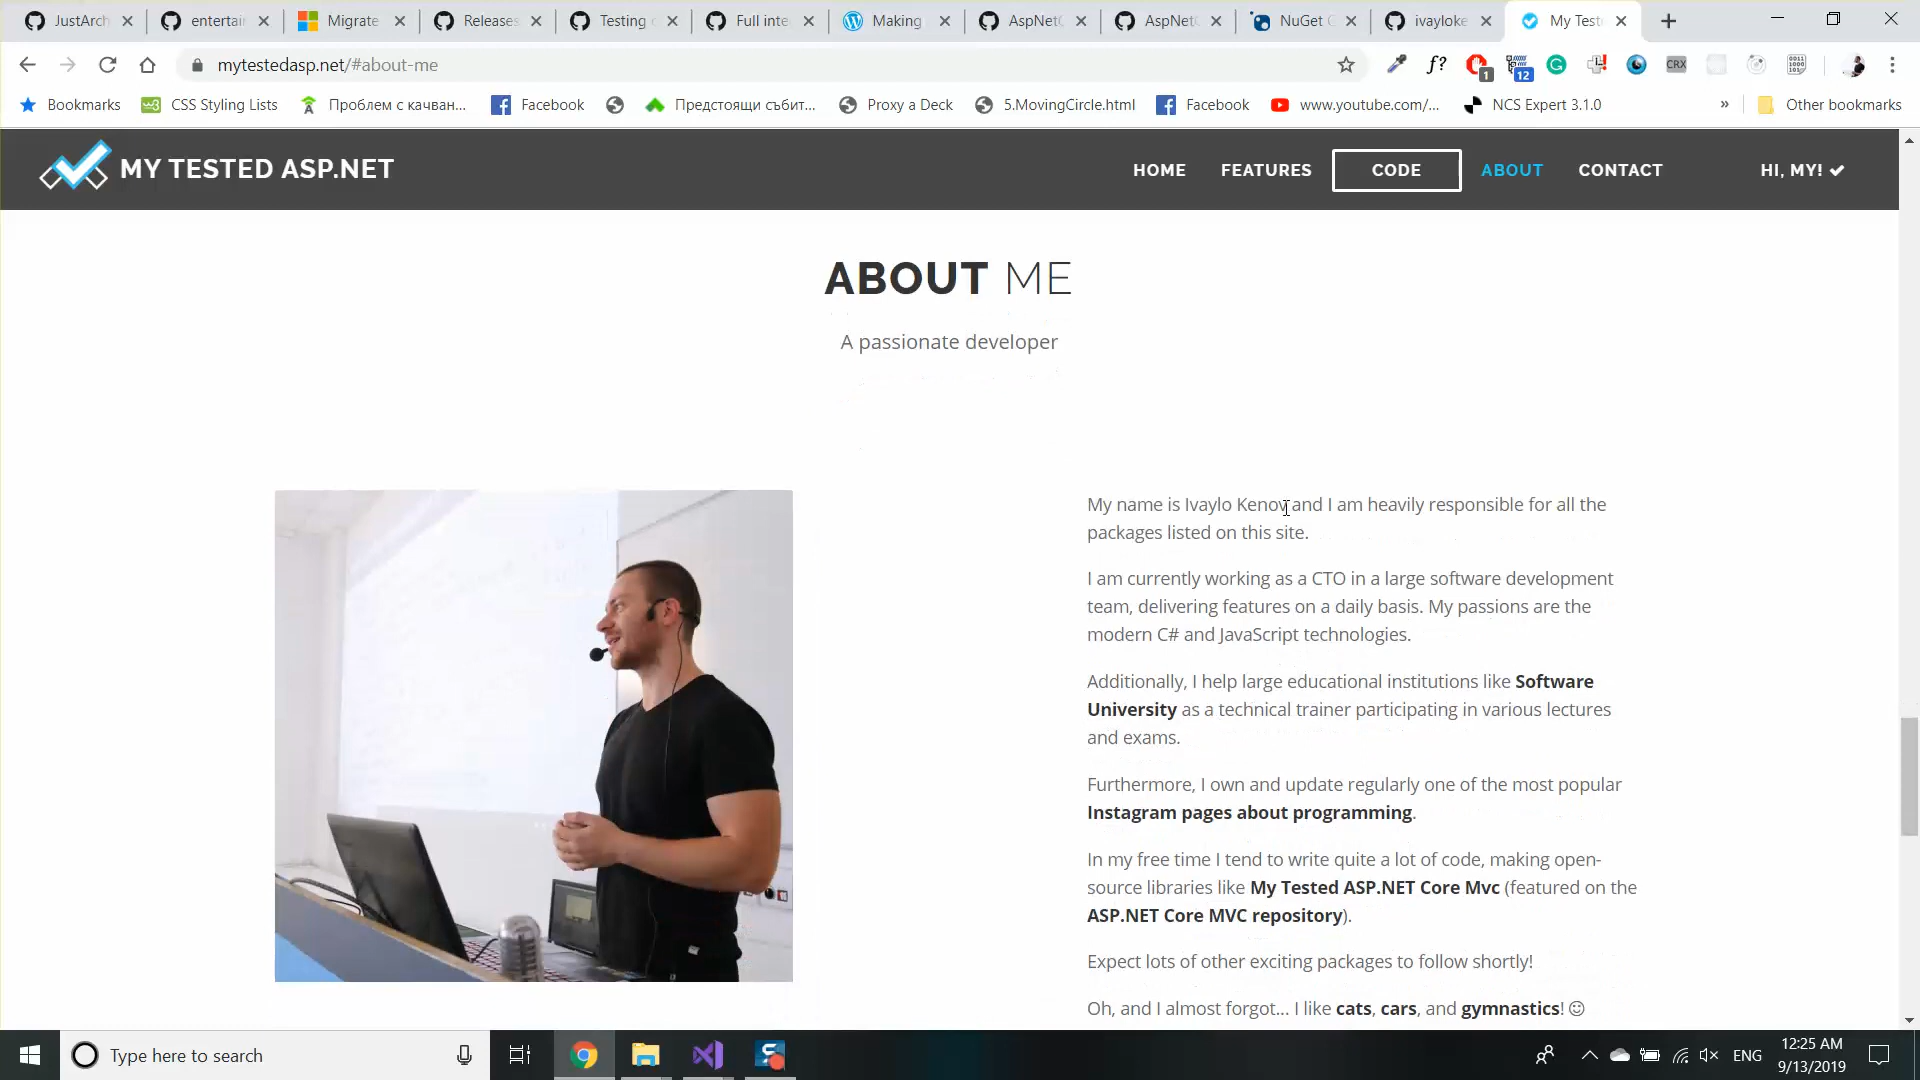 JustArch
entertai
Migrate
Releases
Testing
Full inte
Making
AspNetC
AspNetC
NuGet
ivayloke
My Test
mytestedasp.net/#about-me
f?
1
12
CRX
Bookmarks
CSS Styling Lists
Проблем с качван...
Facebook
Предстоящи събит...
Proxy a Deck
5.MovingCircle.html
Facebook
www.youtube.com/...
NCS Expert 3.1.0
»
Other bookmarks
MY TESTED ASP.NET
HOME
FEATURES
CODE
ABOUT
CONTACT
HI, MY!
ABOUT ME
A passionate developer
My name is Ivaylo Kenov and I am heavily responsible for all the
packages listed on this site.
I am currently working as a CTO in a large software development
team, delivering features on a daily basis. My passions are the
modern C# and JavaScript technologies.
Additionally, I help large educational institutions like Software
University as a technical trainer participating in various lectures
and exams.
Furthermore, I own and update regularly one of the most popular
Instagram pages about programming.
In my free time I tend to write quite a lot of code, making open-
source libraries like My Tested ASP.NET Core Mvc (featured on the
ASP.NET Core MVC repository).
Expect lots of other exciting packages to follow shortly!
Oh, and I almost forgot... I like cats, cars, and gymnastics! ☺
Type here to search
ENG
12:25 AM
9/13/2019